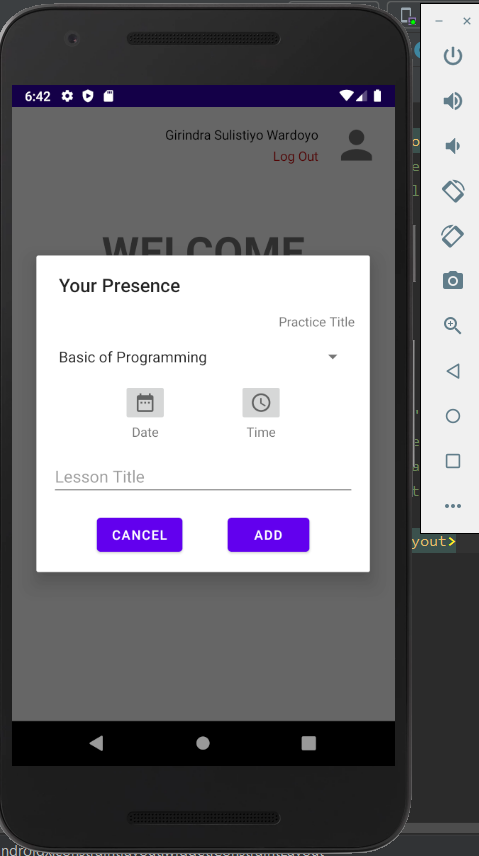 6:42
Girindra Sulistiyo Wardoyo
Log Out
WELCOME
Your Presence
Practice Title
Basic of Programming
Date
Time
Lesson Title
CANCEL
ADD
yout>